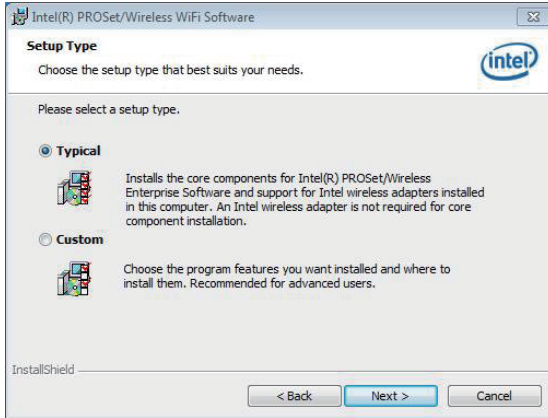 Intel(R) PROSet/Wireless WiFi Software
Setup Type
Choose the setup type that best suits your needs.
intel
Please select a setup type.
Typical
Installs the core components for Intel(R) PROSet/Wireless
Enterprise Software and support for Intel wireless adapters installed
in this computer. An Intel wireless adapter is not required for core
component installation.
Custom
Choose the program features you want installed and where to
install them. Recommended for advanced users.
InstallShield
< Back
Next >
Cancel